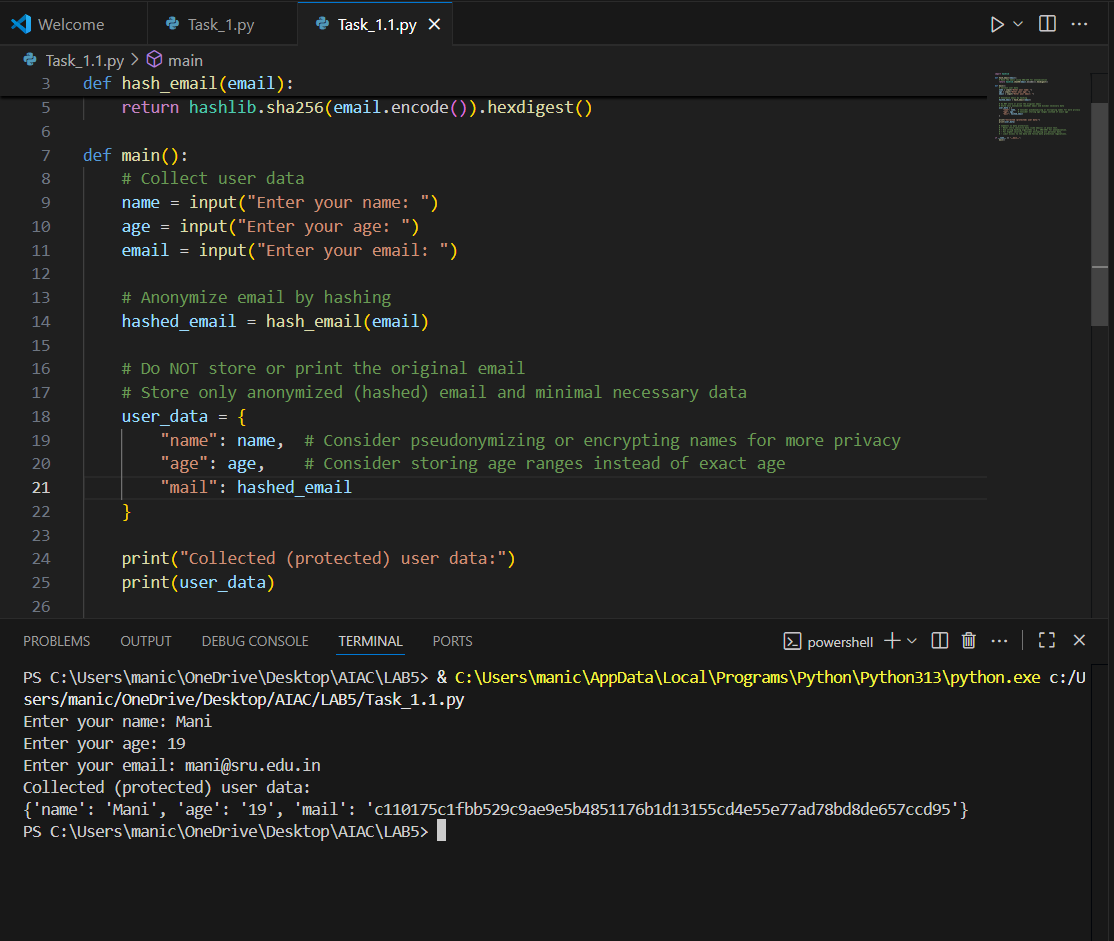 Welcome Task_1.py Task_1.1.py
Task_1.1.py > main
3 def hash_email(email):
5     return hashlib.sha256(email.encode()).hexdigest()
6
7 def main():
8     # Collect user data
9     name = input("Enter your name: ")
10     age = input("Enter your age: ")
11     email = input("Enter your email: ")
12
13     # Anonymize email by hashing
14     hashed_email = hash_email(email)
15
16     # Do NOT store or print the original email
17     # Store only anonymized (hashed) email and minimal necessary data
18     user_data = {
19         "name": name,  # Consider pseudonymizing or encrypting names for more privacy
20         "age": age,    # Consider storing age ranges instead of exact age
21         "mail": hashed_email
22     }
23
24     print("Collected (protected) user data:")
25     print(user_data)
26
PROBLEMS OUTPUT DEBUG CONSOLE TERMINAL PORTS powershell
PS C:\Users\manic\OneDrive\Desktop\AIAC\LAB5> & C:\Users\manic\AppData\Local\Programs\Python\Python313\python.exe c:/U
sers/manic/OneDrive/Desktop/AIAC/LAB5/Task_1.1.py
Enter your name: Mani
Enter your age: 19
Enter your email: mani@sru.edu.in
Collected (protected) user data:
{'name': 'Mani', 'age': '19', 'mail': 'c110175c1fbb529c9ae9e5b4851176b1d13155cd4e55e77ad78bd8de657ccd95'}
PS C:\Users\manic\OneDrive\Desktop\AIAC\LAB5>